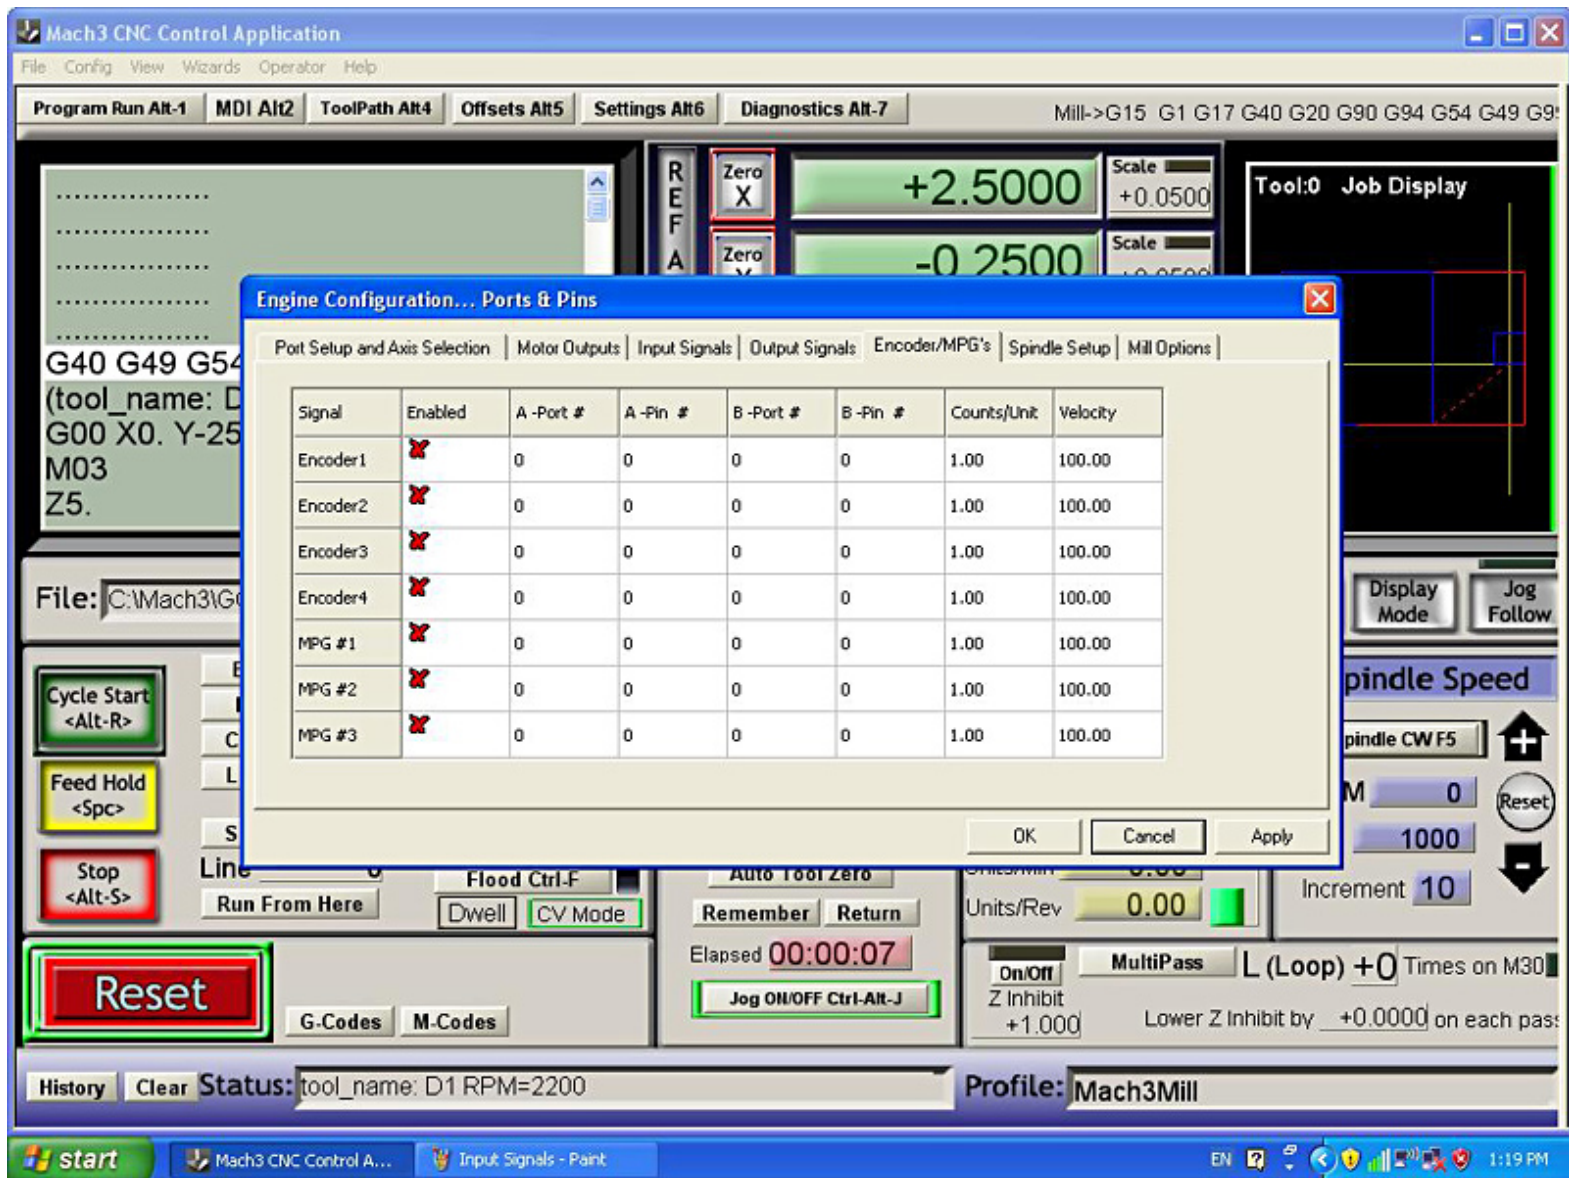 Mach3 CNC Control Application
File Config View Wizards Operator Help
Program Run Alt-1 MDI Alt2 ToolPath Alt4 Offsets Alt5 Settings Alt6 Diagnostics Alt-7 Mill->G15 G1 G17 G40 G20 G90 G94 G54 G49 G9
REF A
Zero X +2.5000 Scale +0.0500
Zero -0.2500 Scale
Tool:0 Job Display
G40 G49 G54
(tool_name: D
G00 X0. Y-25
M03
Z5.
Engine Configuration... Ports & Pins
Port Setup and Axis Selection Motor Outputs Input Signals Output Signals Encoder/MPG's Spindle Setup Mill Options
Signal Enabled A -Port # A -Pin # B -Port # B -Pin # Counts/Unit Velocity
Encoder1 0 0 0 0 1.00 100.00
Encoder2 0 0 0 0 1.00 100.00
Encoder3 0 0 0 0 1.00 100.00
Encoder4 0 0 0 0 1.00 100.00
MPG #1 0 0 0 0 1.00 100.00
MPG #2 0 0 0 0 1.00 100.00
MPG #3 0 0 0 0 1.00 100.00
OK Cancel Apply
File: C:\Mach3\G
Display Mode
Jog Follow
Cycle Start
<Alt-R>
Feed Hold
<Spc>
Stop
<Alt-S>
Line
Run From Here
Flood Ctrl-F
Dwell CV Mode
Auto Tool Zero
Remember Return
Elapsed 00:00:07
Jog ON/OFF Ctrl-Alt-J
Units/Min 0.00
Units/Rev 0.00
pindle Speed
pindle CW F5
M 0
Reset
1000
Increment 10
Reset
G-Codes M-Codes
On/Off
Z Inhibit
+1.000
MultiPass L (Loop) +0 Times on M30
Lower Z Inhibit by +0.0000 on each pas
History Clear Status: tool_name: D1 RPM=2200 Profile: Mach3Mill
start Mach3 CNC Control A... Input Signals - Paint EN 1:19 PM